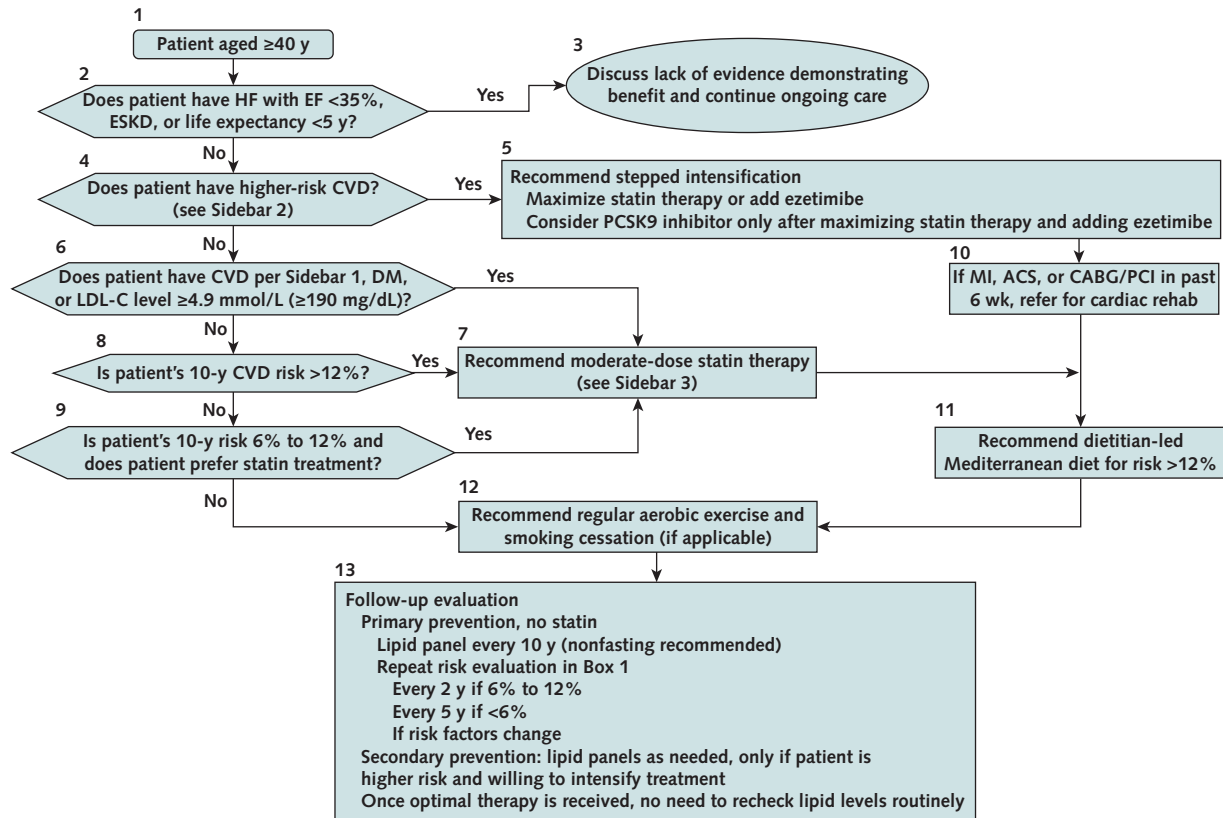 1
Patient aged ≥40 y
2
Does patient have HF with EF <35%,
ESKD, or life expectancy <5 y?
Yes
3
Discuss lack of evidence demonstrating
benefit and continue ongoing care
No
4
Does patient have higher-risk CVD?
(see Sidebar 2)
Yes
5
Recommend stepped intensification
Maximize statin therapy or add ezetimibe
Consider PCSK9 inhibitor only after maximizing statin therapy and adding ezetimibe
No
6
Does patient have CVD per Sidebar 1, DM,
or LDL-C level ≥4.9 mmol/L (≥190 mg/dL)?
Yes
10
If MI, ACS, or CABG/PCI in past
6 wk, refer for cardiac rehab
No
8
Is patient's 10-y CVD risk >12%?
Yes
7
Recommend moderate-dose statin therapy
(see Sidebar 3)
No
9
Is patient's 10-y risk 6% to 12% and
does patient prefer statin treatment?
Yes
11
Recommend dietitian-led
Mediterranean diet for risk >12%
No
12
Recommend regular aerobic exercise and
smoking cessation (if applicable)
13
Follow-up evaluation
Primary prevention, no statin
Lipid panel every 10 y (nonfasting recommended)
Repeat risk evaluation in Box 1
Every 2 y if 6% to 12%
Every 5 y if <6%
If risk factors change
Secondary prevention: lipid panels as needed, only if patient is
higher risk and willing to intensify treatment
Once optimal therapy is received, no need to recheck lipid levels routinely